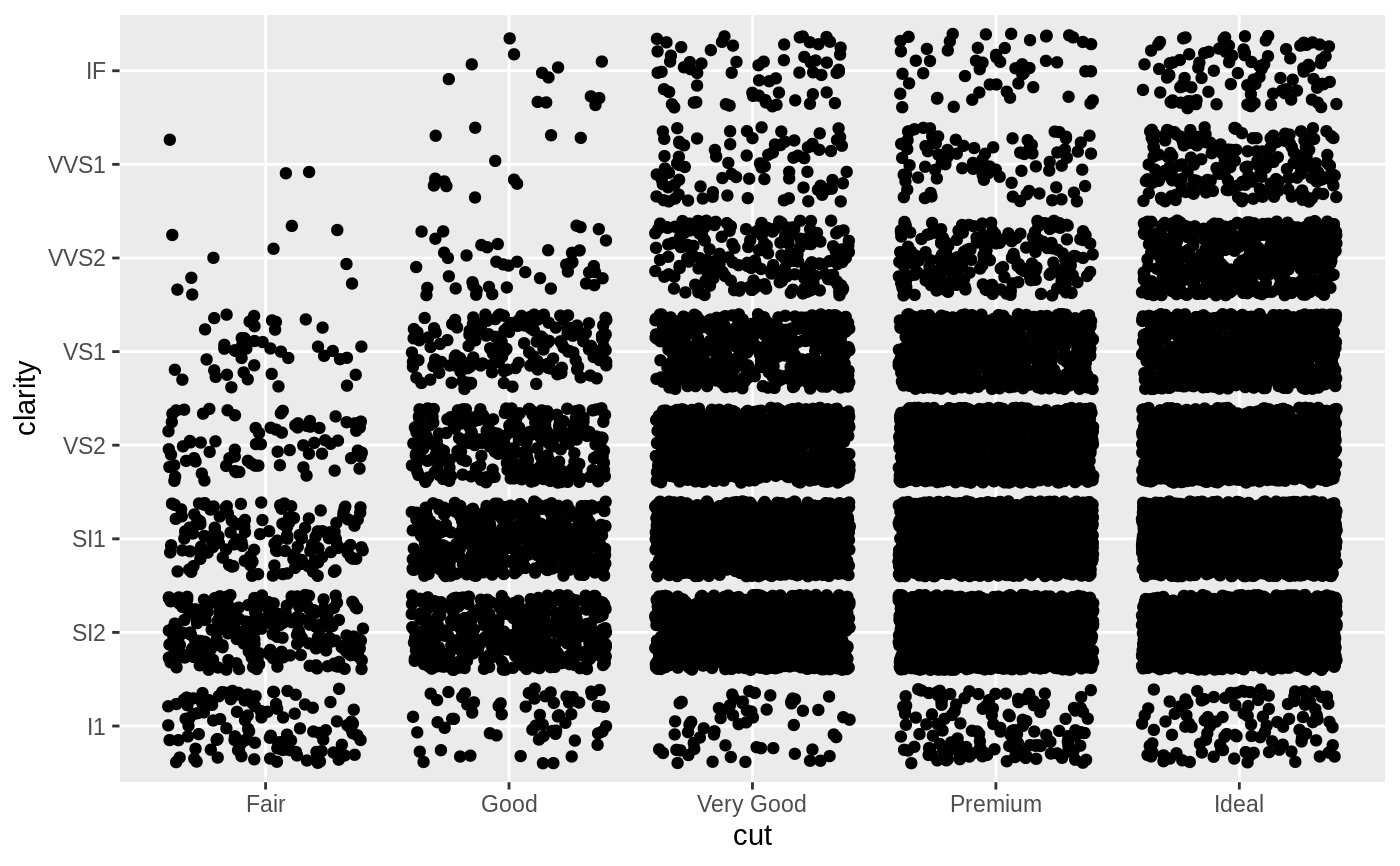 clarity
IF
VVS1
VVS2
VS1
VS2
SI1
SI2
I1
Fair Good Very Good Premium Ideal
cut